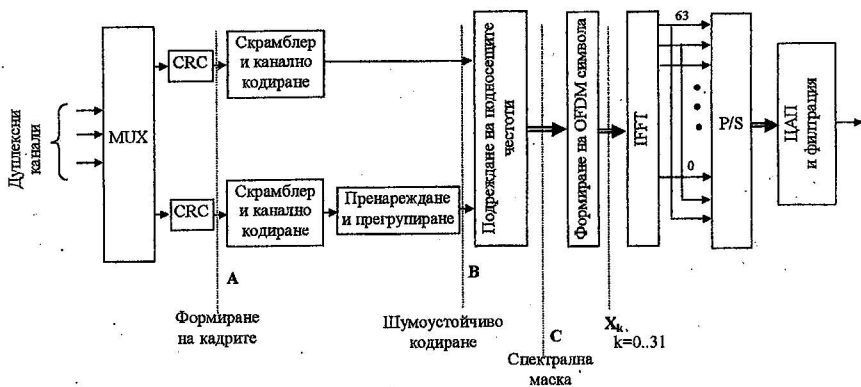 Дуплексни
канали
MUX
CRC
Скрамблер
и канално
кодиране
CRC
Скрамблер
и канално
кодиране
Пренареждане
и прегрупиране
Подреждане на подносещите
честоти
Формиране на OFDM символа
IFFT
63
0
P/S
ЦАП
и филтрация
A
Формиране
на кадрите
B
Шумоустойчиво
кодиране
C
Спектрална
маска
Xk
k=0..31